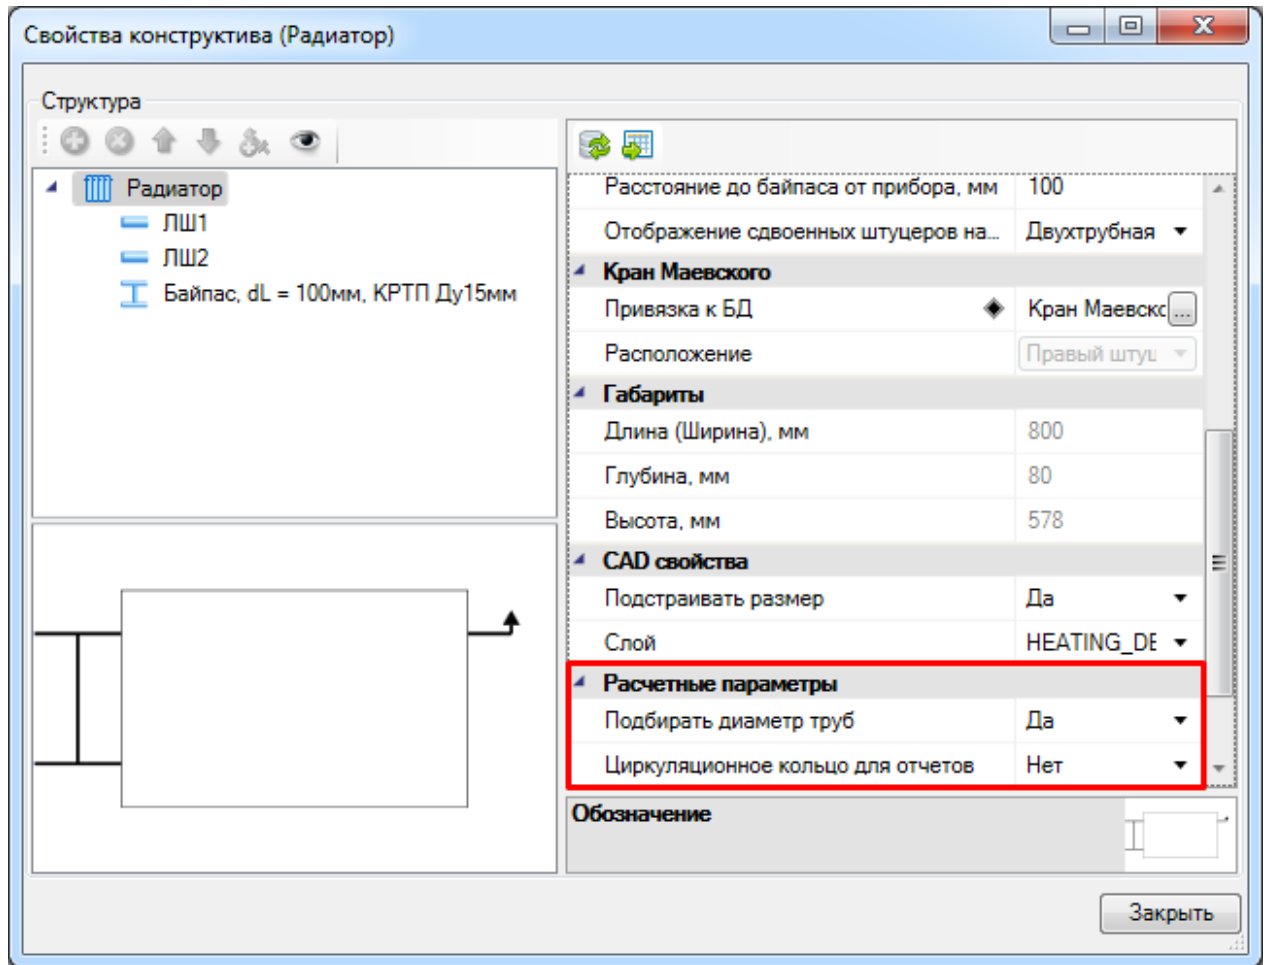 Свойства конструктива (Радиатор)
Структура
Радиатор
ЛШ1
ЛШ2
Байпас, dL = 100мм, КРТП Ду15мм
Расстояние до байпаса от прибора, мм 100
Отображение сдвоенных штуцеров на... Двухтрубная
Кран Маевского
Привязка к БД Кран Маевскс ...
Расположение Правый штуц
Габариты
Длина (Ширина), мм 800
Глубина, мм 80
Высота, мм 578
CAD свойства
Подстраивать размер Да
Слой HEATING_DE
Расчетные параметры
Подбирать диаметр труб Да
Циркуляционное кольцо для отчетов Нет
Обозначение
Закрыть